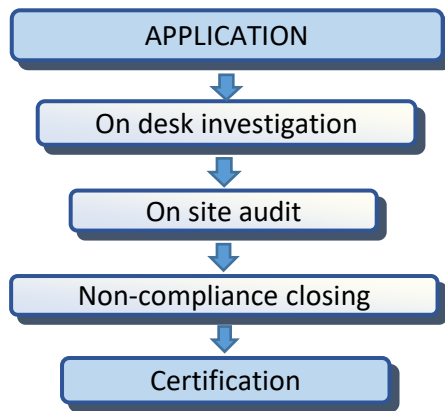 APPLICATION
On desk investigation
On site audit
Non-compliance closing
Certification